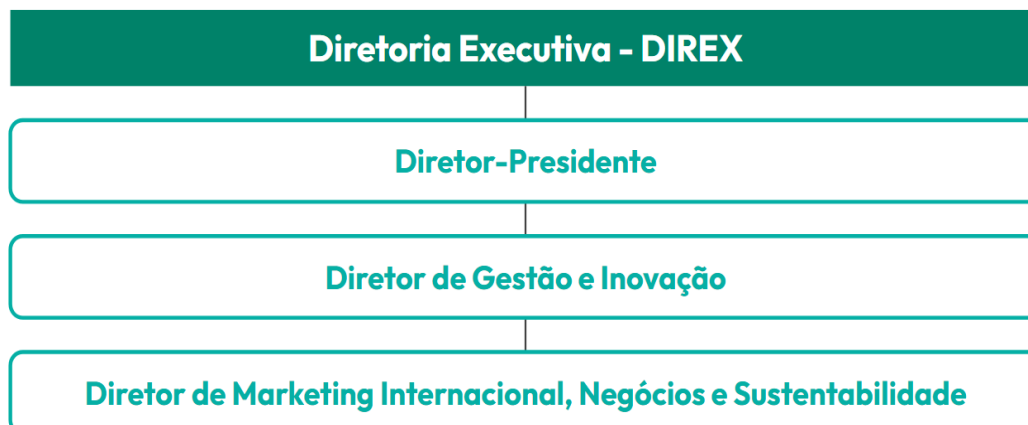 Diretoria Executiva - DIREX
Diretor-Presidente
Diretor de Gestão e Inovação
Diretor de Marketing Internacional, Negócios e Sustentabilidade